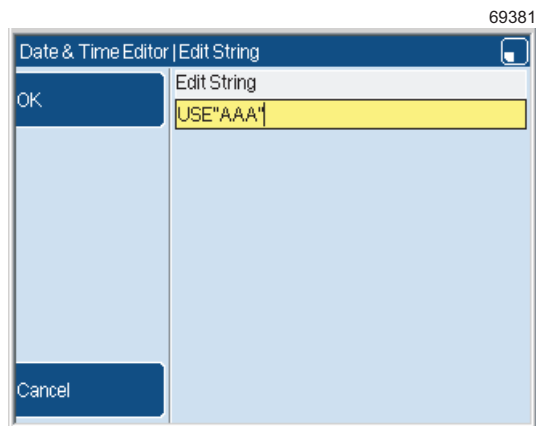 69381
Date & Time Editor | Edit String
OK
Edit String
USE"AAA"
Cancel